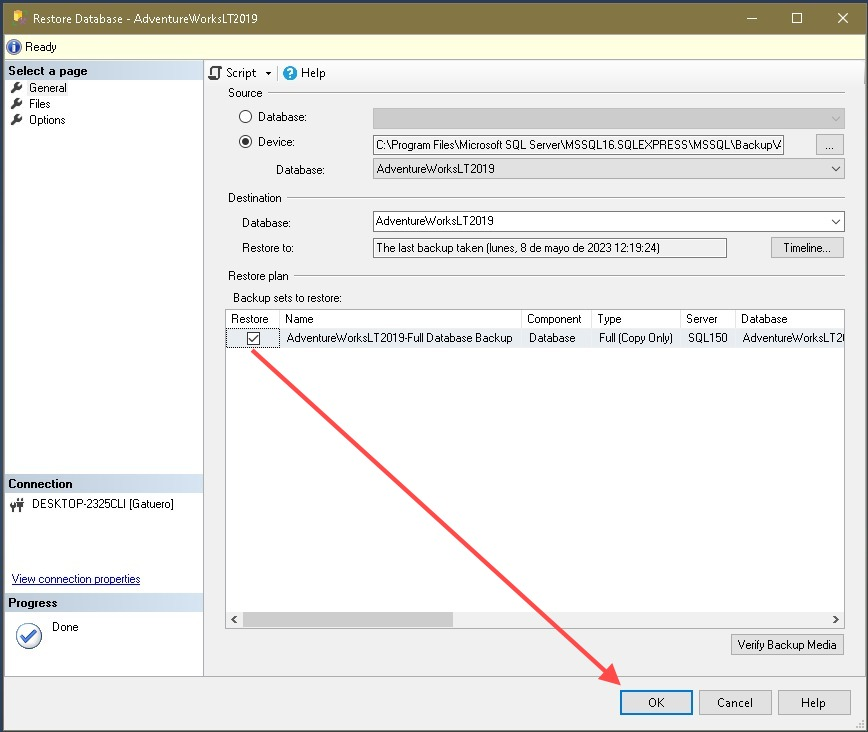 Restore Database - AdventureWorksLT2019
Ready
Select a page
General
Files
Options
Script
Help
Source
Database:
Device:
C:\Program Files\Microsoft SQL Server\MSSQL16.SQLEXPRESS\MSSQL\Backup\A
...
Database:
AdventureWorksLT2019
Destination
Database:
AdventureWorksLT2019
Restore to:
The last backup taken (lunes, 8 de mayo de 2023 12:19:24)
Timeline...
Restore plan
Backup sets to restore:
Restore Name Component Type Server Database
AdventureWorksLT2019-Full Database Backup Database Full (Copy Only) SQL150 AdventureWorksLT20
Connection
DESKTOP-2325CLI [Gatuero]
View connection properties
Progress
Done
Verify Backup Media
OK Cancel Help